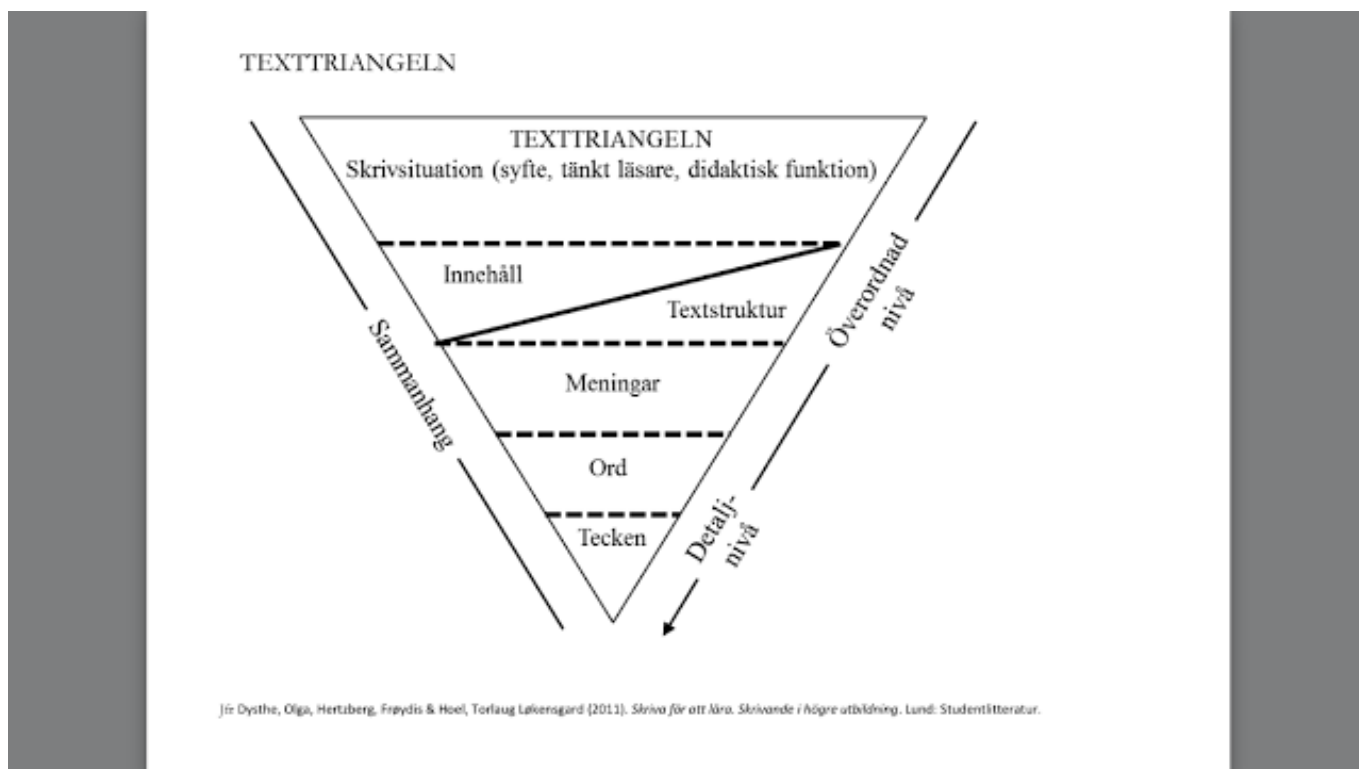 TEXTTRIANGELN
TEXTTRIANGELN
Skrivsituation (syfte, tänkt läsare, didaktisk funktion)
Innehåll
Textstruktur
Meningar
Ord
Tecken
Sammanhang
Överordnad
nivå
Detalj-
nivå
Jfr Dysthe, Olga, Hertzberg, Frøydis & Hoel, Torlaug Løkensgard (2011). Skriva för att lära. Skrivande i högre utbildning. Lund: Studentlitteratur.